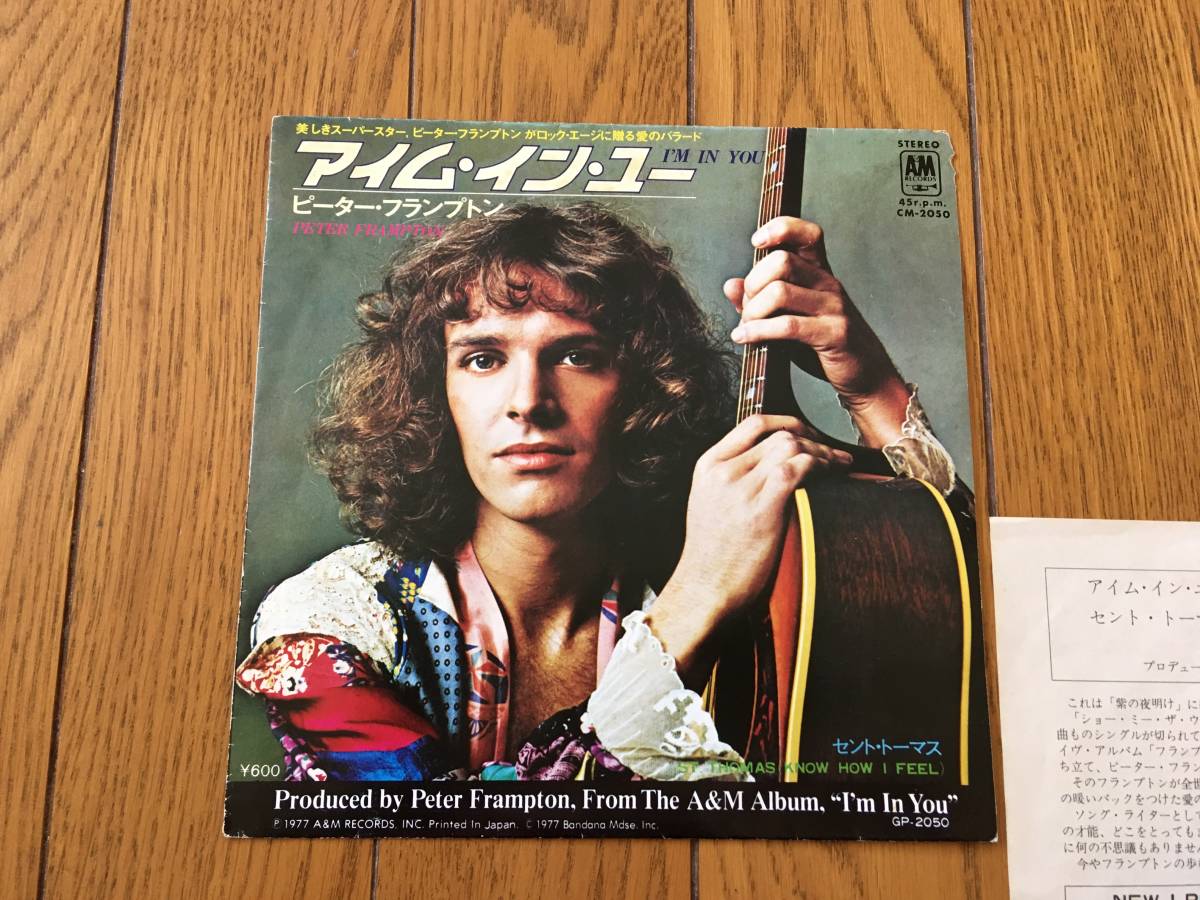 美しきスーパースター,ピーター・フランプトンがロック・エージに贈る愛のバラード
アイム・イン・ユー
I'M IN YOU
ピーター・フランプトン
PETER FRAMPTON
STEREO
A&M
RECORDS
45r.p.m.
CM-2050
セント・トーマス
(ST. THOMAS KNOW HOW I FEEL)
¥600
Produced by Peter Frampton, From The A&M Album, “I'm In You”
℗ 1977 A&M RECORDS, INC. Printed in Japan. © 1977 Bandana Mdse. Inc.
GP-2050
アイム・イン・
セント・トー
プロデュー
これは「紫の夜明け」に
「ショー・ミー・ザ・ウ
曲ものシングルが切られて
イヴ・アルバム「フラン
ち立て、ピーター・フラン
そのフランプトンが全世
の暖いバックをつけた愛の
ソング・ライターとして
の才能、どこをとってもま
に何の不思議もありません
今やフランプトンの歩
NEW LP